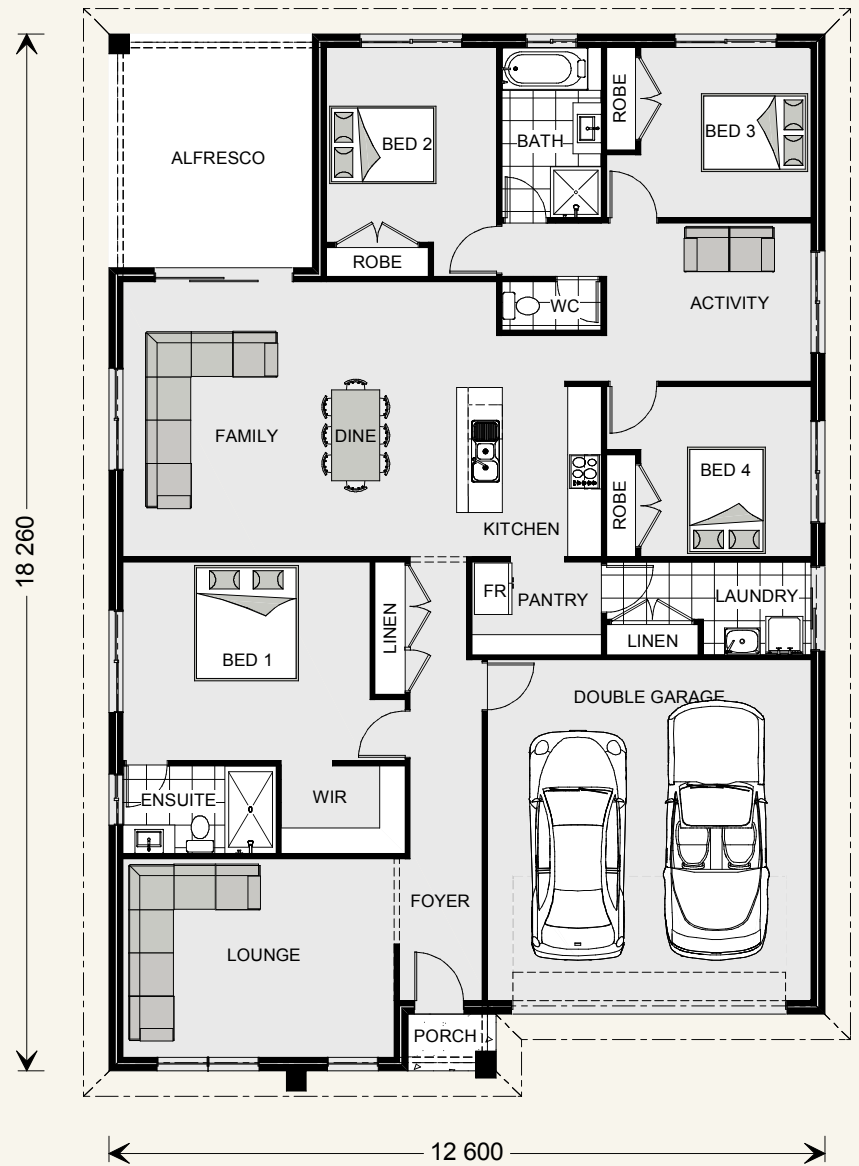 ALFRESCO
BED 2
ROBE
BATH
ROBE
BED 3
WC
ACTIVITY
FAMILY
DINE
KITCHEN
BED 4
ROBE
18 260
BED 1
LINEN
FR
PANTRY
LAUNDRY
LINEN
DOUBLE GARAGE
ENSUITE
WIR
FOYER
LOUNGE
PORCH
12 600